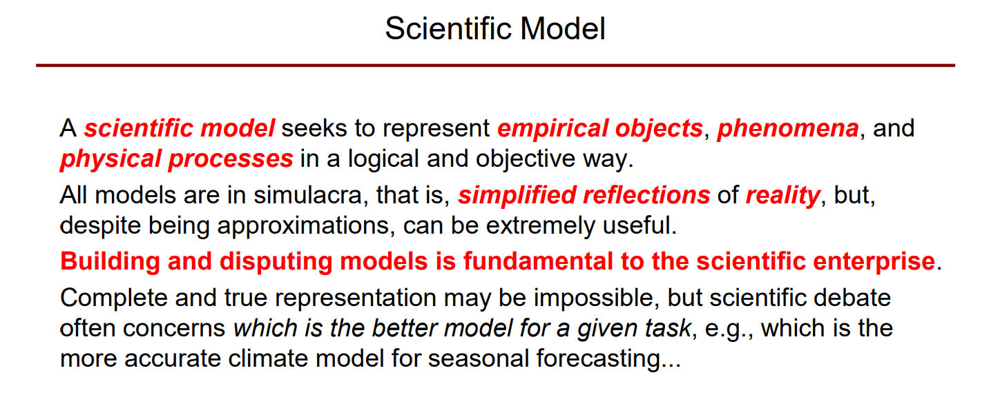 Scientific Model
A scientific model seeks to represent empirical objects, phenomena, and
physical processes in a logical and objective way.
All models are in simulacra, that is, simplified reflections of reality, but,
despite being approximations, can be extremely useful.
Building and disputing models is fundamental to the scientific enterprise.
Complete and true representation may be impossible, but scientific debate
often concerns which is the better model for a given task, e.g., which is the
more accurate climate model for seasonal forecasting...